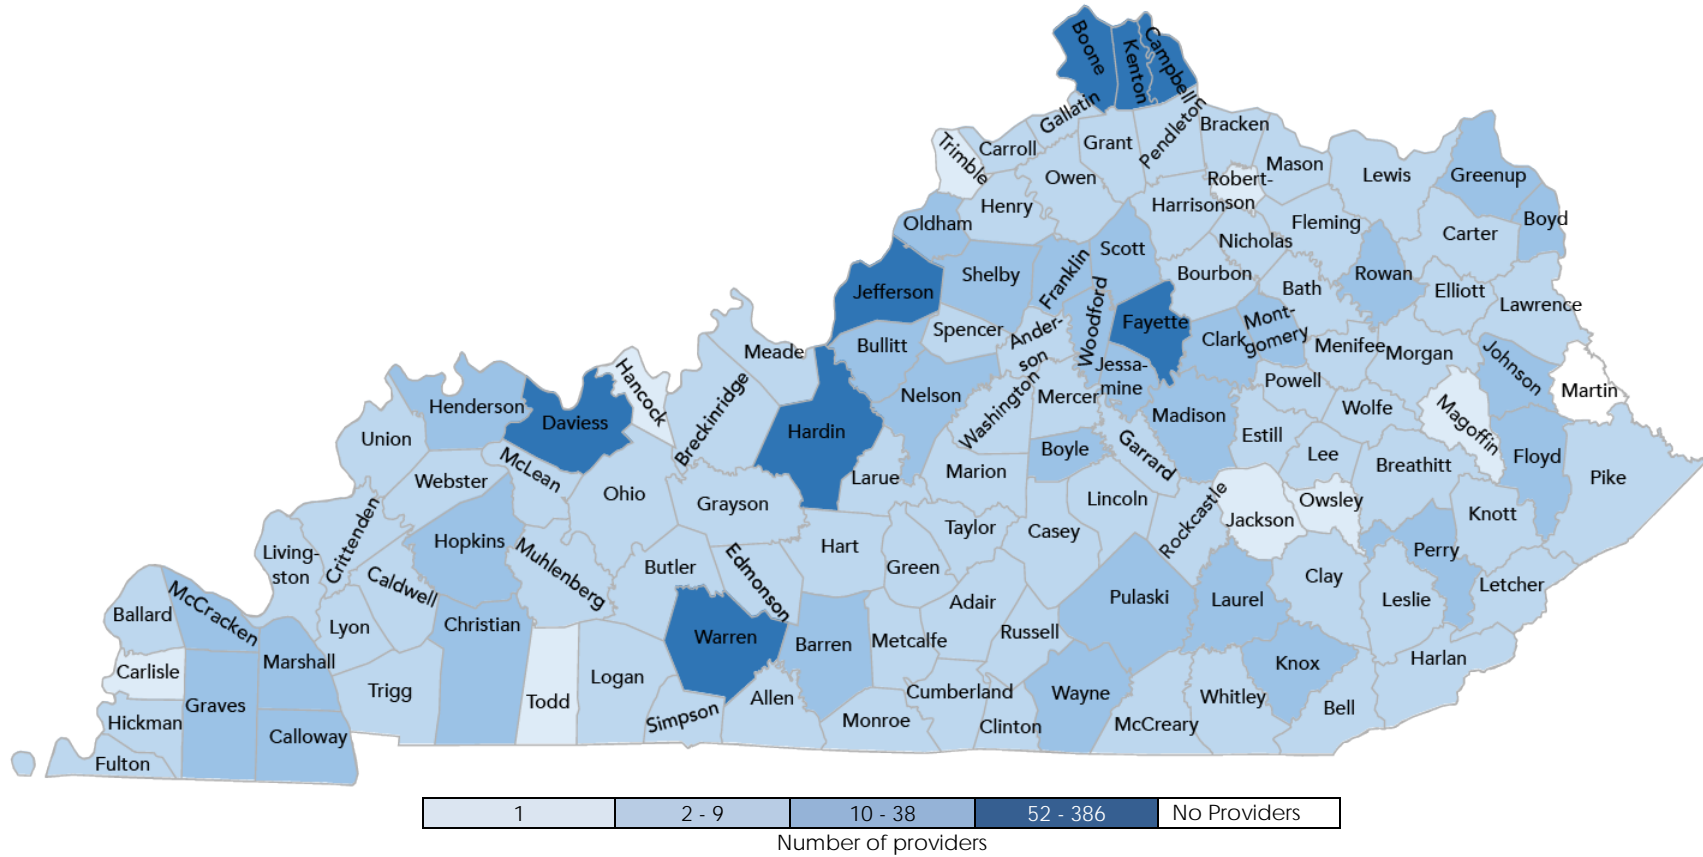 Boone
Kenton
Campbell
Gallatin
Carroll
Trimble
Grant
Pendleton
Bracken
Mason
Robert-
son
Lewis
Greenup
Boyd
Owen
Henry
Oldham
Harrison
Fleming
Nicholas
Carter
Scott
Franklin
Shelby
Jefferson
Bourbon
Bath
Rowan
Elliott
Lawrence
Woodford
Fayette
Clark
Mont-
gomery
Menifee
Morgan
Johnson
Martin
Spencer
Ander-
son
Bullitt
Meade
Jessa-
mine
Mercer
Washington
Nelson
Madison
Powell
Wolfe
Magoffin
Floyd
Pike
Hancock
Breckinridge
Henderson
Daviess
Hardin
Union
Webster
McLean
Ohio
Grayson
Larue
Marion
Boyle
Garrard
Estill
Lee
Breathitt
Lincoln
Rockcastle
Jackson
Owsley
Knott
Perry
Letcher
Crittenden
Living-
ston
Hopkins
Muhlenberg
Butler
Edmonson
Hart
Green
Taylor
Casey
Pulaski
Laurel
Clay
Leslie
Harlan
Ballard
McCracken
Caldwell
Lyon
Christian
Warren
Barren
Metcalfe
Adair
Russell
Knox
Carlisle
Graves
Marshall
Trigg
Todd
Logan
Simpson
Allen
Monroe
Cumberland
Clinton
Wayne
McCreary
Whitley
Bell
Hickman
Fulton
Calloway
1 2 - 9 10 - 38 52 - 386 No Providers
Number of providers